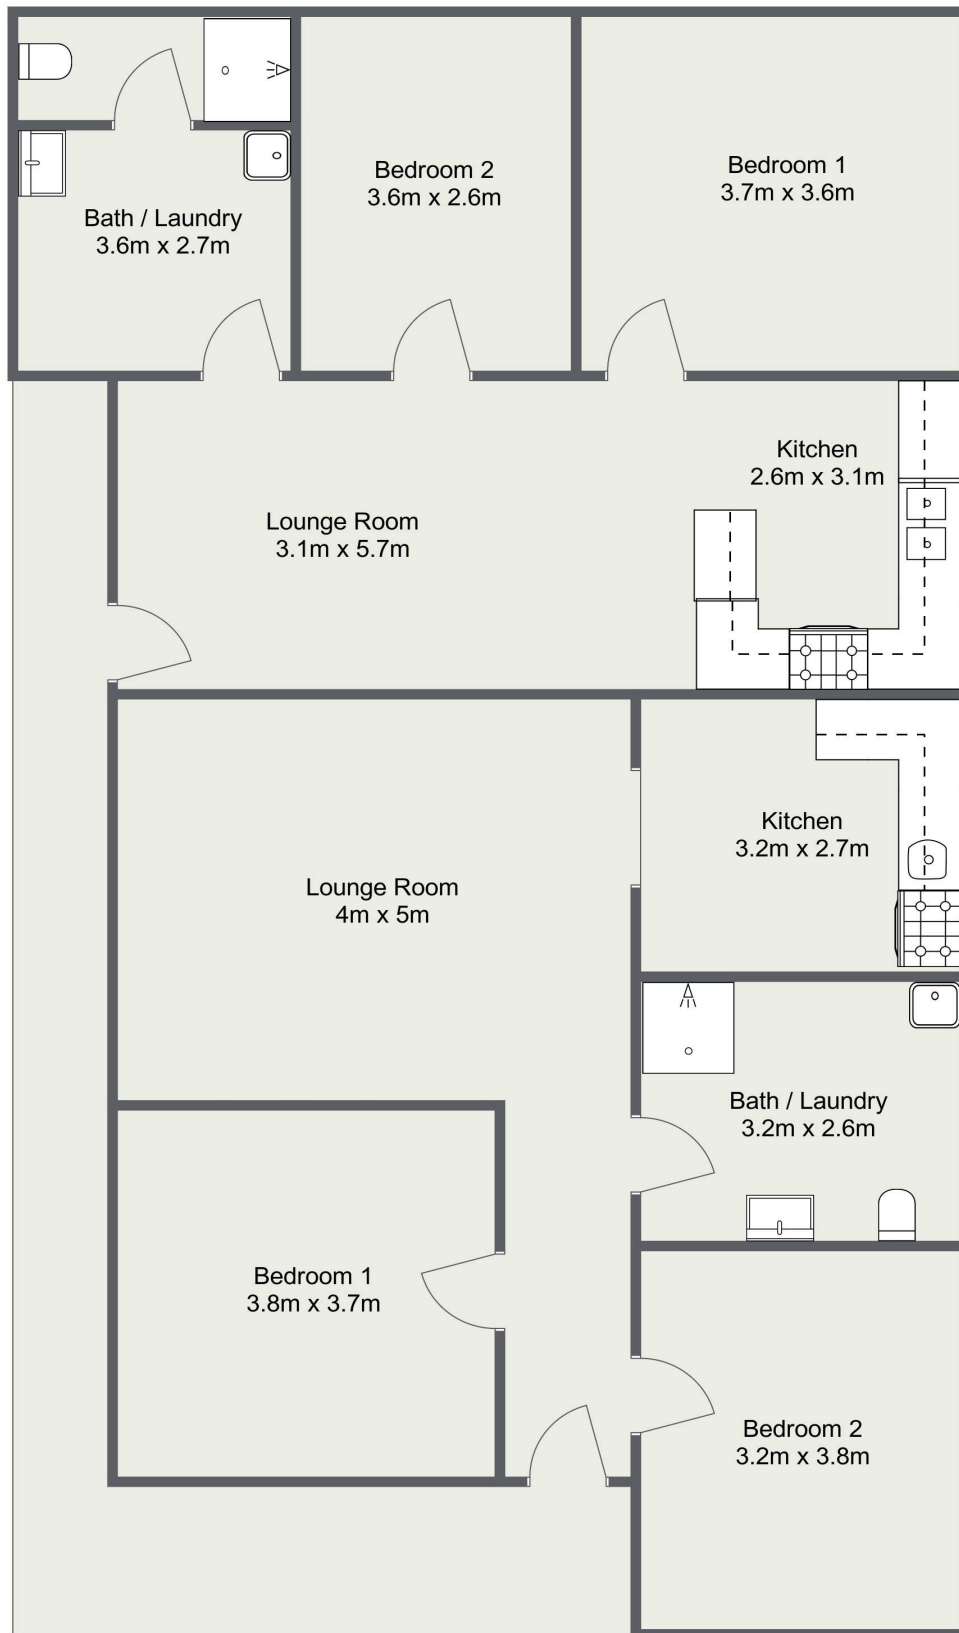 Bedroom 2
3.6m x 2.6m
Bedroom 1
3.7m x 3.6m
Bath / Laundry
3.6m x 2.7m
Kitchen
2.6m x 3.1m
Lounge Room
3.1m x 5.7m
Kitchen
3.2m x 2.7m
Lounge Room
4m x 5m
Bath / Laundry
3.2m x 2.6m
Bedroom 1
3.8m x 3.7m
Bedroom 2
3.2m x 3.8m